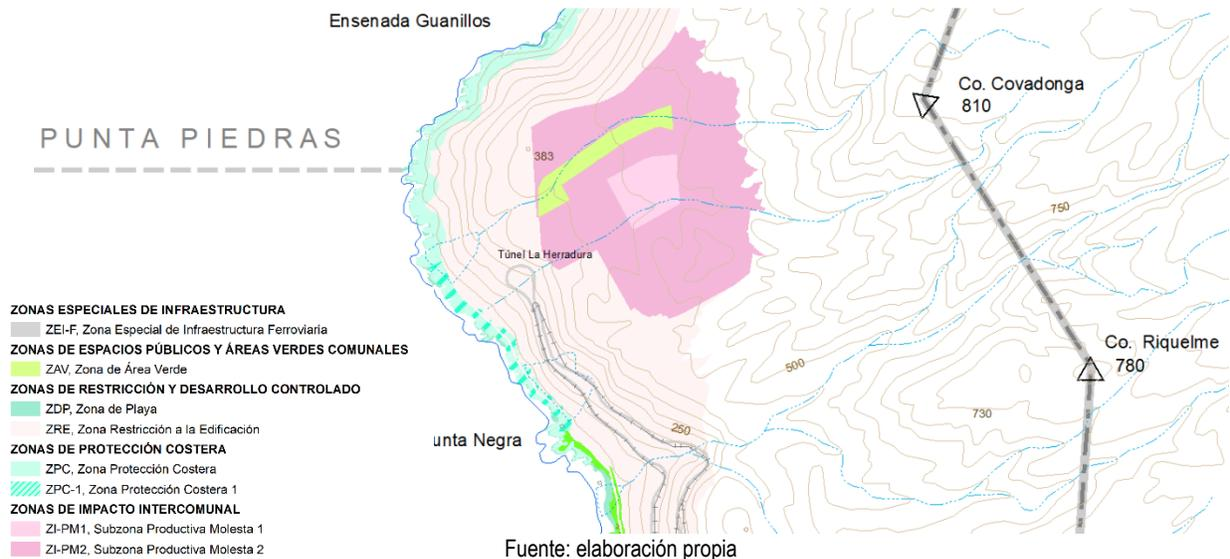 Ensenada Guanillos
PUNTA PIEDRAS
Co. Covadonga
810
383
750
Túnel La Herradura
Co. Riquelme
780
500
730
250
unta Negra
ZONAS ESPECIALES DE INFRAESTRUCTURA
ZEI-F, Zona Especial de Infraestructura Ferroviaria
ZONAS DE ESPACIOS PÚBLICOS Y ÁREAS VERDES COMUNALES
ZAV, Zona de Área Verde
ZONAS DE RESTRICCIÓN Y DESARROLLO CONTROLADO
ZDP, Zona de Playa
ZRE, Zona Restricción a la Edificación
ZONAS DE PROTECCIÓN COSTERA
ZPC, Zona Protección Costera
ZPC-1, Zona Protección Costera 1
ZONAS DE IMPACTO INTERCOMUNAL
ZI-PM1, Subzona Productiva Molesta 1
ZI-PM2, Subzona Productiva Molesta 2
Fuente: elaboración propia